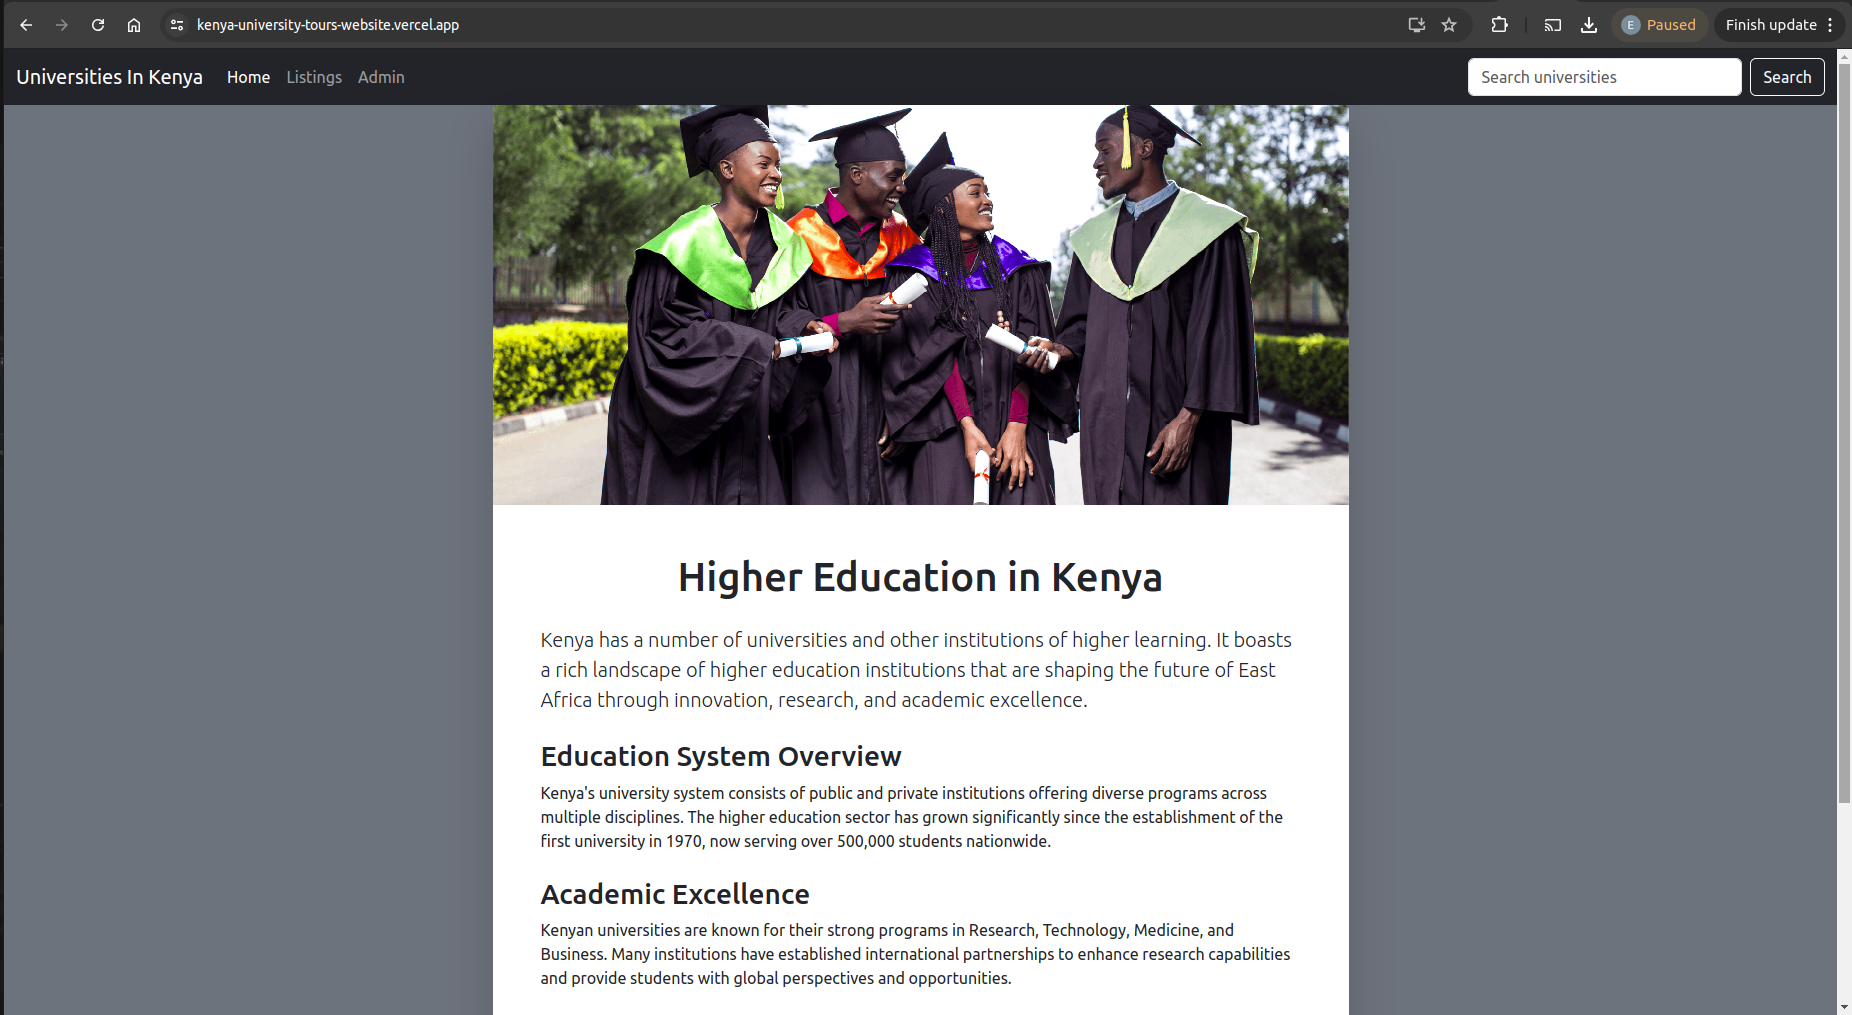 kenya-university-tours-website.vercel.app
E Paused
Finish update
Universities In Kenya Home Listings Admin
Search universities Search
Higher Education in Kenya
Kenya has a number of universities and other institutions of higher learning. It boasts
a rich landscape of higher education institutions that are shaping the future of East
Africa through innovation, research, and academic excellence.
Education System Overview
Kenya's university system consists of public and private institutions offering diverse programs across
multiple disciplines. The higher education sector has grown significantly since the establishment of the
first university in 1970, now serving over 500,000 students nationwide.
Academic Excellence
Kenyan universities are known for their strong programs in Research, Technology, Medicine, and
Business. Many institutions have established international partnerships to enhance research capabilities
and provide students with global perspectives and opportunities.